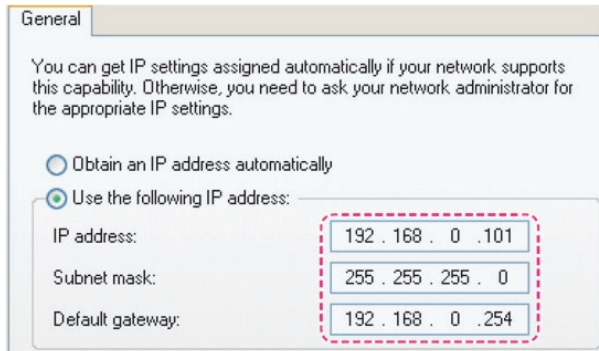 General
You can get IP settings assigned automatically if your network supports
this capability. Otherwise, you need to ask your network administrator for
the appropriate IP settings.
Obtain an IP address automatically
Use the following IP address:
IP address: 192 . 168 . 0 .101
Subnet mask: 255 . 255 . 255 . 0
Default gateway: 192 . 168 . 0 .254